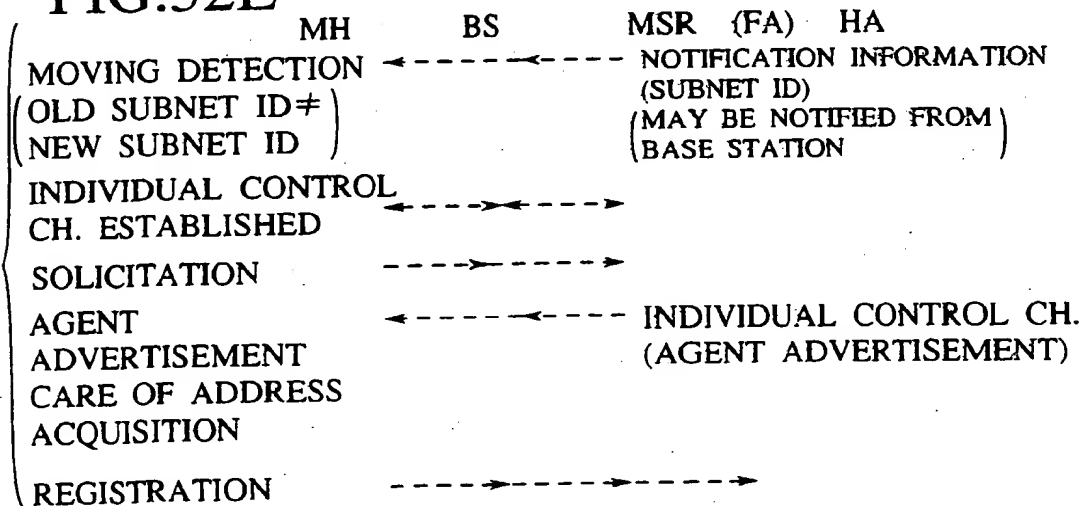 FIG.52E
MH BS MSR (FA) HA
MOVING DETECTION NOTIFICATION INFORMATION
(OLD SUBNET ID≠ (SUBNET ID)
NEW SUBNET ID) (MAY BE NOTIFIED FROM
BASE STATION)
INDIVIDUAL CONTROL
CH. ESTABLISHED
SOLICITATION
AGENT INDIVIDUAL CONTROL CH.
ADVERTISEMENT (AGENT ADVERTISEMENT)
CARE OF ADDRESS
ACQUISITION
REGISTRATION